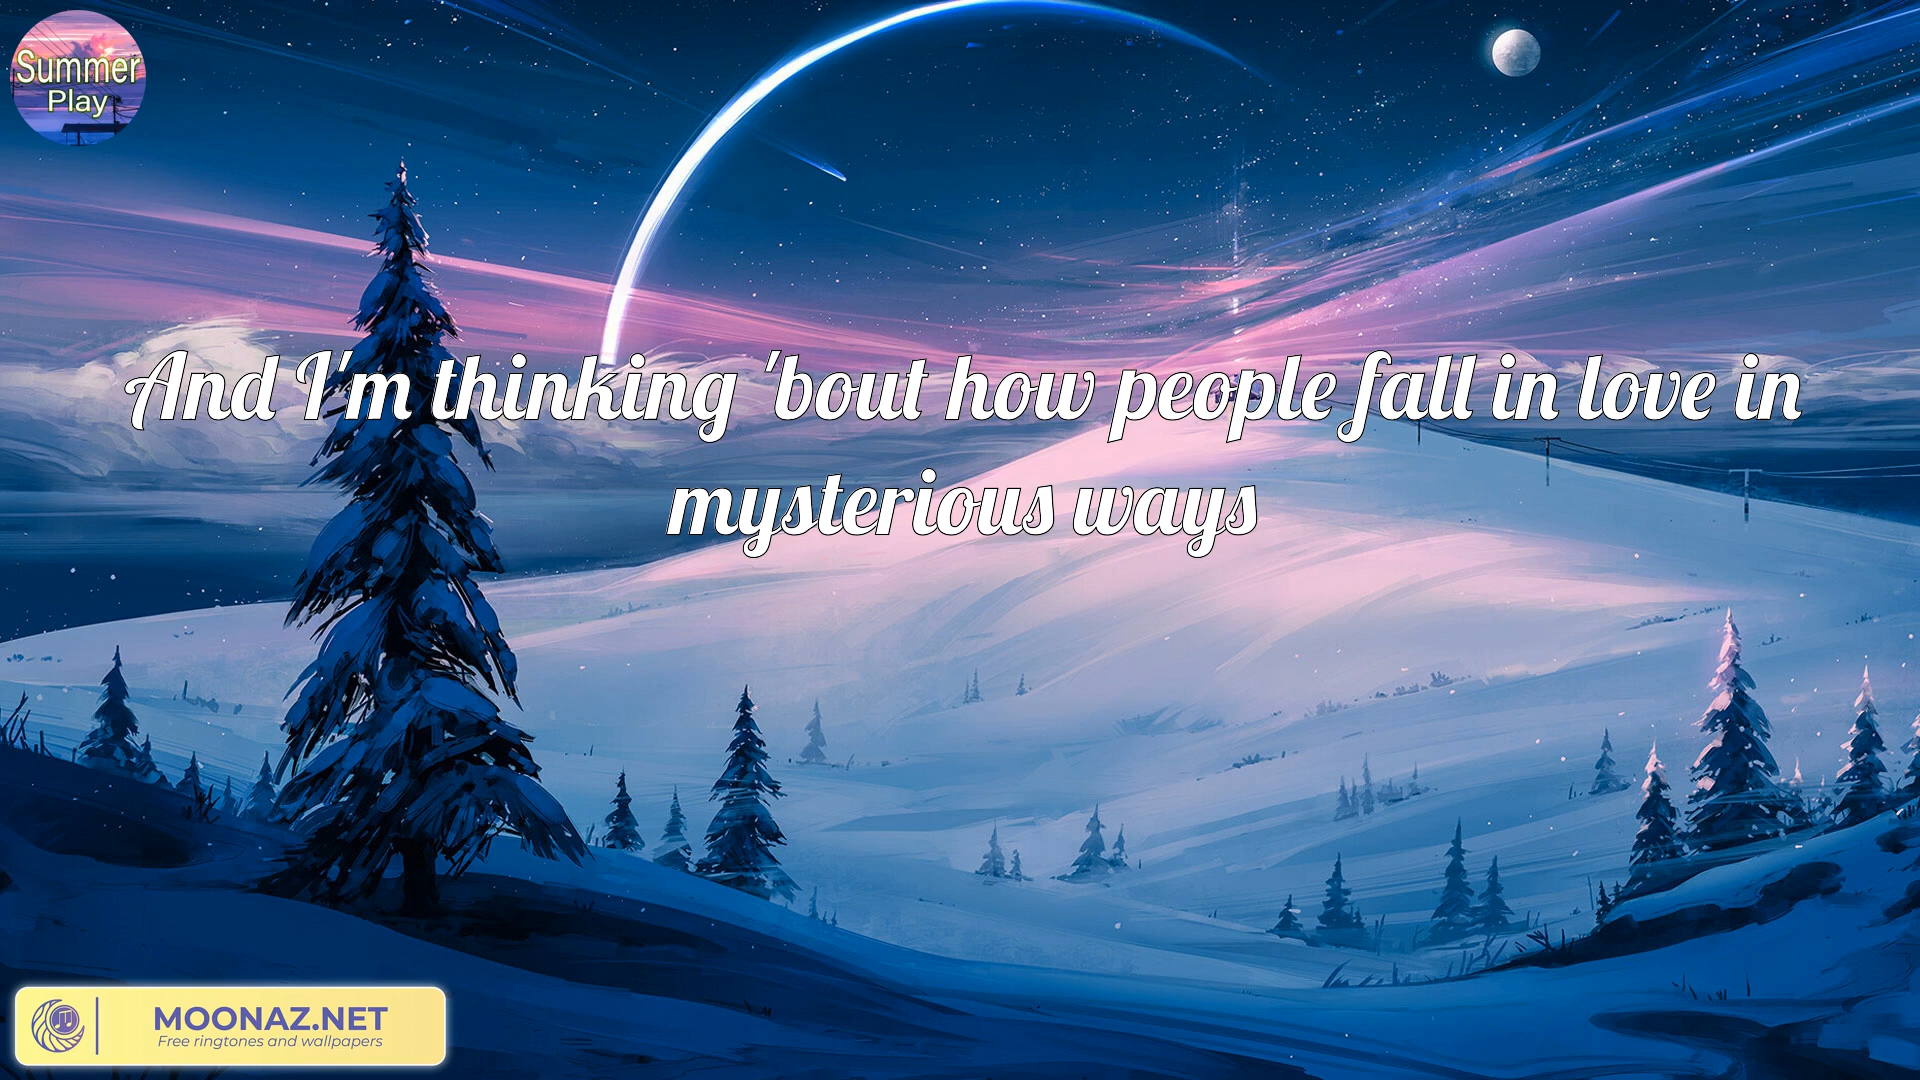 Summer
Play
And I'm thinking 'bout how people fall in love in
mysterious ways
MOONAZ.NET
Free ringtones and wallpapers